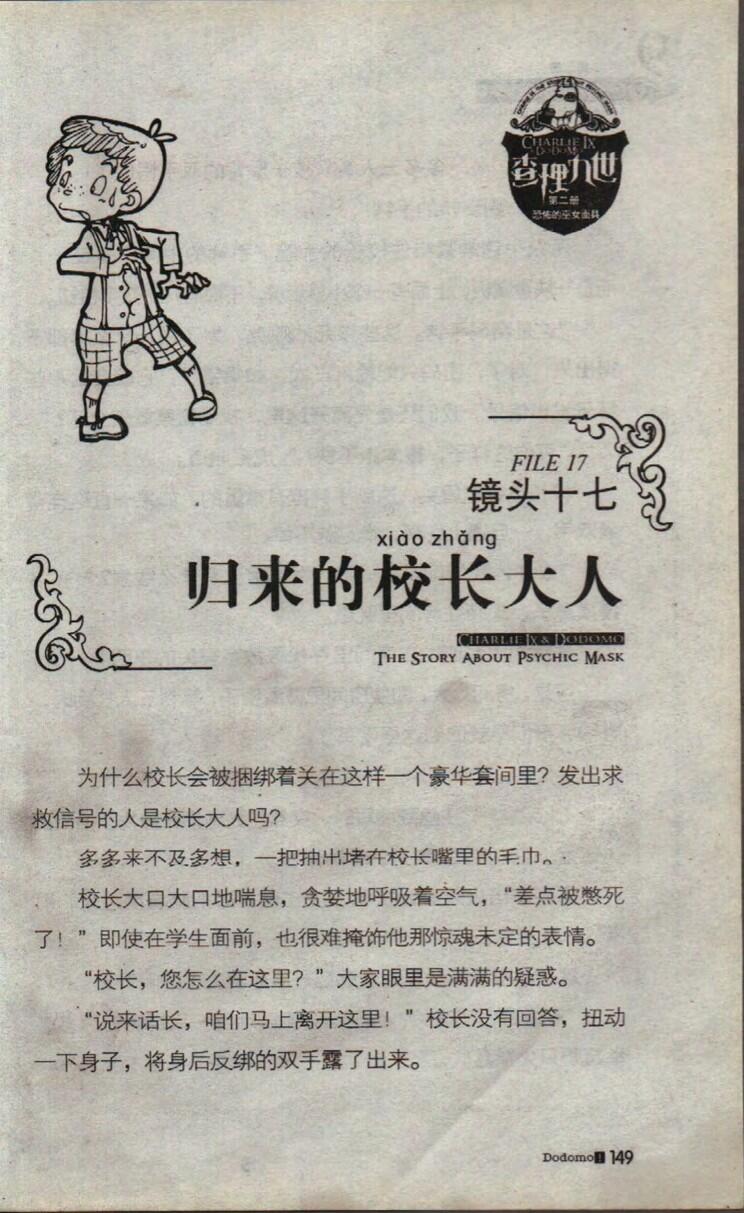 CHARLIE IX
& DODOMO
查理九世
第二册
恐怖的巫女面具
FILE 17
镜头十七
xiào zhǎng
归来的校长大人
CHARLIE IX & DODOMO
THE STORY ABOUT PSYCHIC MASK
为什么校长会被捆绑着关在这样一个豪华套间里？发出求
救信号的人是校长大人吗？
多多来不及多想，一把抽出堵在校长嘴里的毛巾。
校长大口大口地喘息，贪婪地呼吸着空气，“差点被憋死
了！”即使在学生面前，也很难掩饰他那惊魂未定的表情。
“校长，您怎么在这里？”大家眼里是满满的疑惑。
“说来话长，咱们马上离开这里！”校长没有回答，扭动
一下身子，将身后反绑的双手露了出来。
Dodomo 149